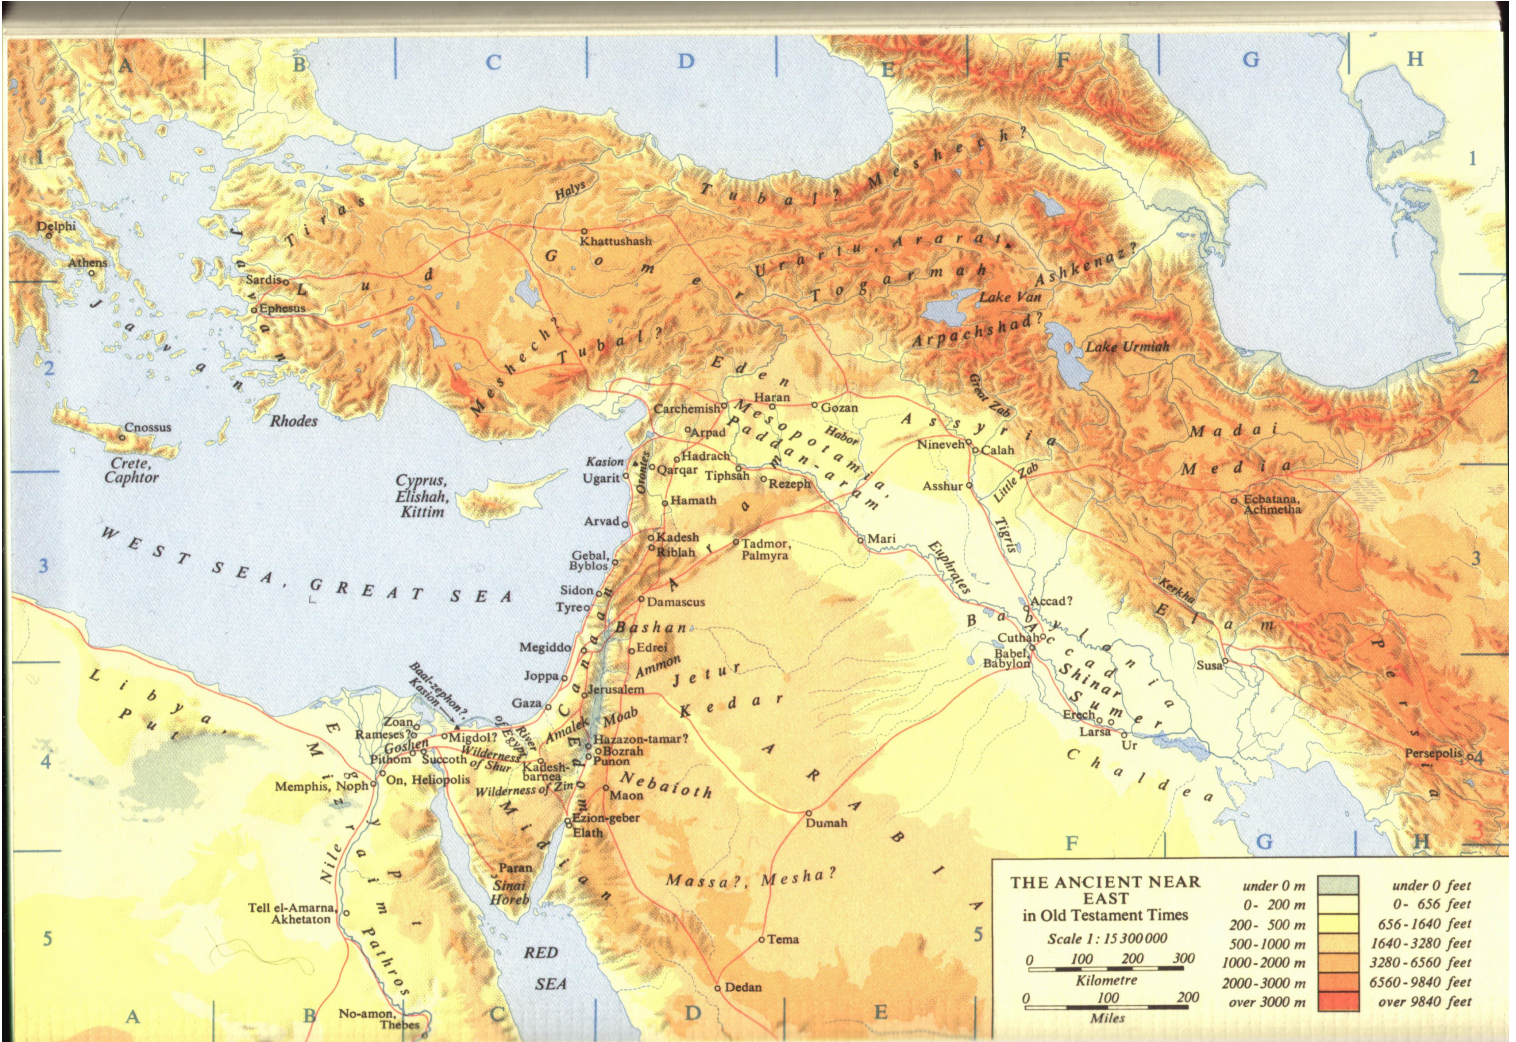 A B C D E F G H
1
1
2
2
3
3
4
4
5
5
A B C D E F G H
3
Delphi
Athens
Javan
Javan
Tiras
Sardis
Ephesus
Lud
Halys
Khattushash
Gomer
Tubal? Meshech?
Urartu, Ararat
Togarmah
Ashkenaz?
Lake Van
Arpachshad?
Lake Urmiah
Meshech?
Tubal?
Eden
Rhodes
Cnossus
Crete,
Caphtor
Cyprus,
Elishah,
Kittim
WEST SEA, GREAT SEA
Carchemish
Haran
Gozan
Mesopotamia,
Paddan-aram
Habor
Arpad
Hadrach
Qarqar
Tiphsah
Rezeph
Kasion
Ugarit
Orontes
Hamath
Arvad
Kadesh
Riblah
Tadmor,
Palmyra
Mari
Aram
Gebal,
Byblos
Sidon
Tyre
Damascus
Bashan
Megiddo
Edrei
Canaan
Ammon
Jetur
Joppa
Jerusalem
Gaza
Moab
Kedar
Amalek
Edom
Hazazon-tamar?
Bozrah
Punon
Nebaioth
Maon
Kadesh-
barnea
Wilderness of Zin
Wilderness
of Shur
River
of Egypt
Baal-zephon?,
Kasion
Migdol?
Zoan,
Rameses?
Goshen
Pithom
Succoth
On, Heliopolis
Memphis, Noph
Libya,
Put
Egypt
Mizraim
Nile
Tell el-Amarna,
Akhetaton
Pathros
No-amon,
Thebes
Midian
Ezion-geber
Elath
Paran
Sinai
Horeb
RED
SEA
ARABIA
Dumah
Massa?, Mesha?
Tema
Dedan
Assyria
Great Zab
Nineveh
Calah
Little Zab
Asshur
Tigris
Euphrates
Madai
Media
Ecbatana,
Achmetha
Kerkha
Elam
Susa
Persia
Persepolis
Accad?
Babylonia
Accad
Cuthah
Babel,
Babylon
Shinar
Sumer
Erech
Larsa
Ur
Chaldea
THE ANCIENT NEAR
EAST
in Old Testament Times
Scale 1 : 15 300 000
0 100 200 300
Kilometre
0 100 200
Miles
under 0 m under 0 feet
0- 200 m 0- 656 feet
200- 500 m 656-1640 feet
500-1000 m 1640-3280 feet
1000-2000 m 3280-6560 feet
2000-3000 m 6560-9840 feet
over 3000 m over 9840 feet